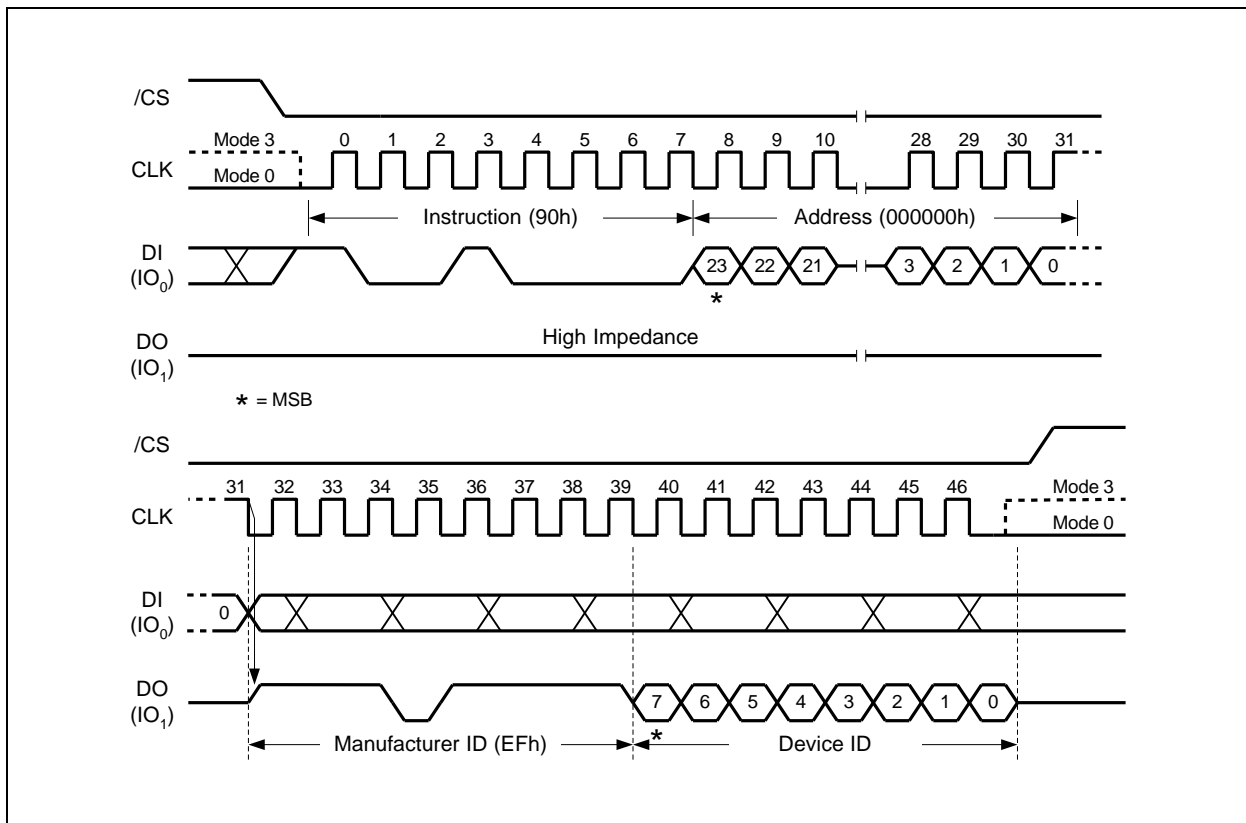 /CS
Mode 3 0 1 2 3 4 5 6 7 8 9 10 28 29 30 31
CLK
Mode 0
Instruction (90h) Address (000000h)
DI
(IO0) 23 22 21 3 2 1 0
*
DO
(IO1)
High Impedance
* = MSB
/CS
31 32 33 34 35 36 37 38 39 40 41 42 43 44 45 46 Mode 3
CLK
Mode 0
DI
(IO0) 0
DO
(IO1) 7 6 5 4 3 2 1 0
*
Manufacturer ID (EFh) Device ID